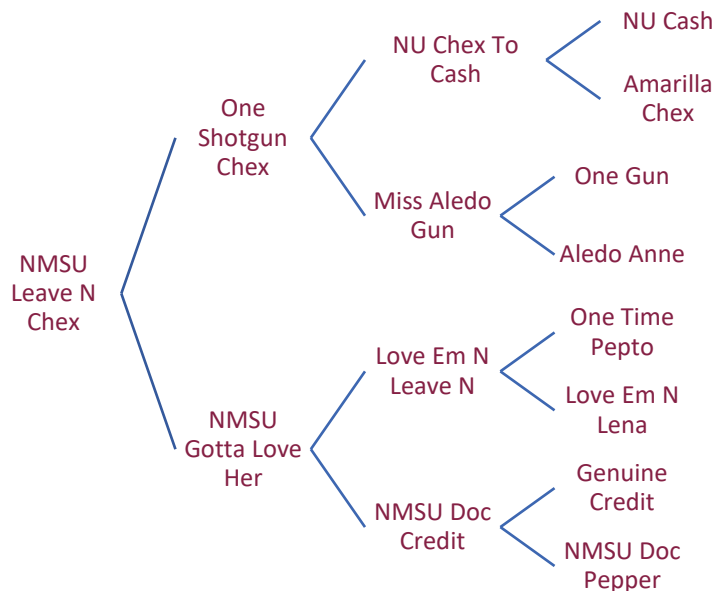 NMSU
Leave N
Chex
One
Shotgun
Chex
NMSU
Gotta Love
Her
NU Chex To
Cash
Miss Aledo
Gun
Love Em N
Leave N
NMSU Doc
Credit
NU Cash
Amarilla
Chex
One Gun
Aledo Anne
One Time
Pepto
Love Em N
Lena
Genuine
Credit
NMSU Doc
Pepper